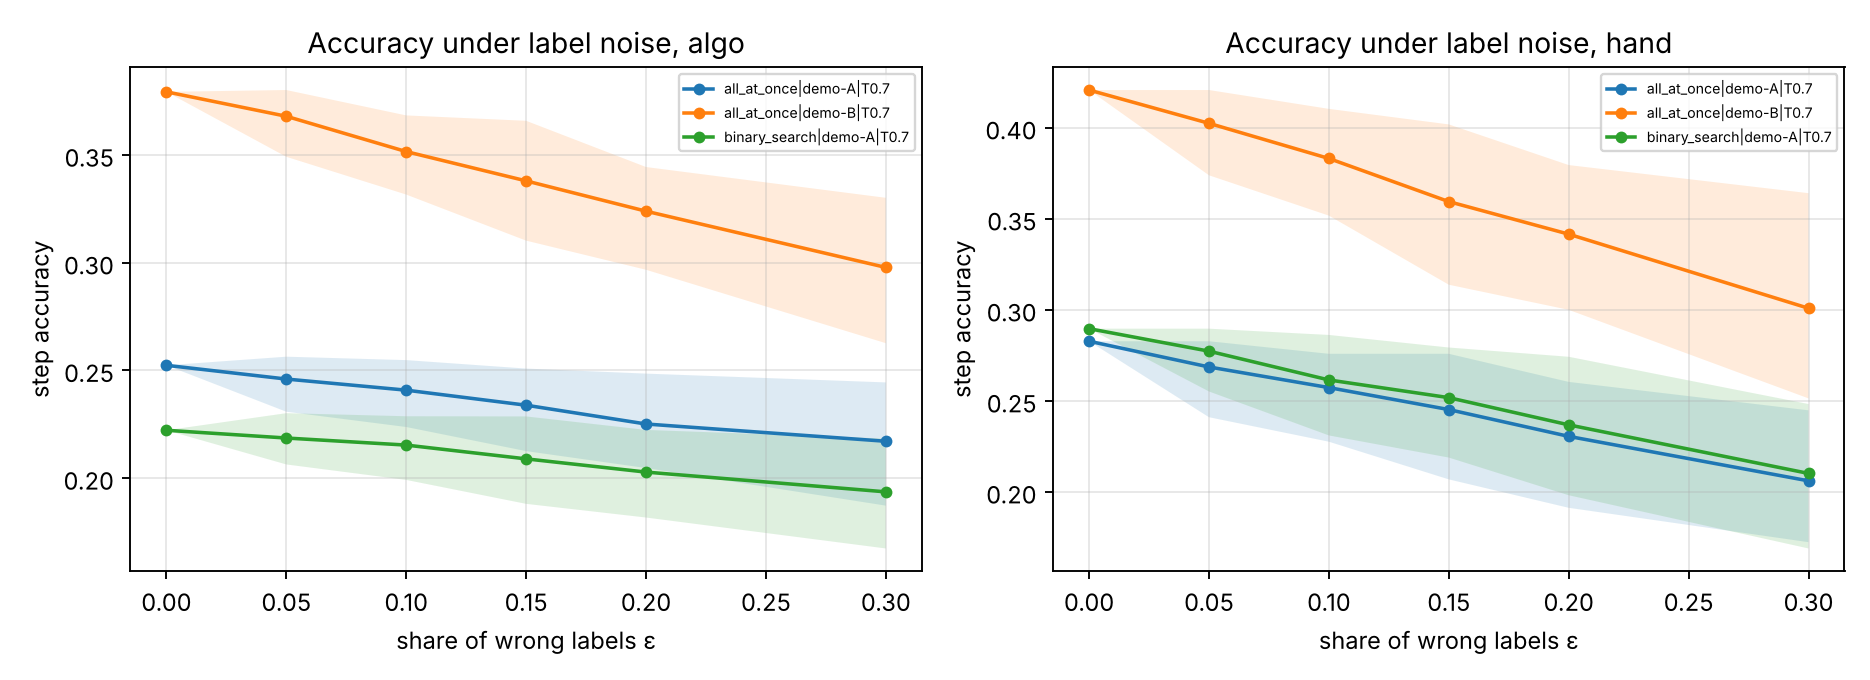 Accuracy under label noise, algo
all_at_once|demo-A|T0.7
all_at_once|demo-B|T0.7
binary_search|demo-A|T0.7
step accuracy
0.35
0.30
0.25
0.20
0.00 0.05 0.10 0.15 0.20 0.25 0.30
share of wrong labels ε
Accuracy under label noise, hand
all_at_once|demo-A|T0.7
all_at_once|demo-B|T0.7
binary_search|demo-A|T0.7
step accuracy
0.40
0.35
0.30
0.25
0.20
0.00 0.05 0.10 0.15 0.20 0.25 0.30
share of wrong labels ε